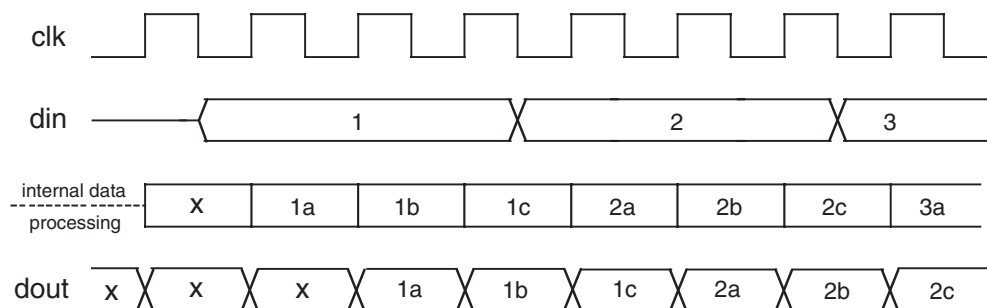 clk
din 1 2 3
internal data
processing
x 1a 1b 1c 2a 2b 2c 3a
dout x x x 1a 1b 1c 2a 2b 2c